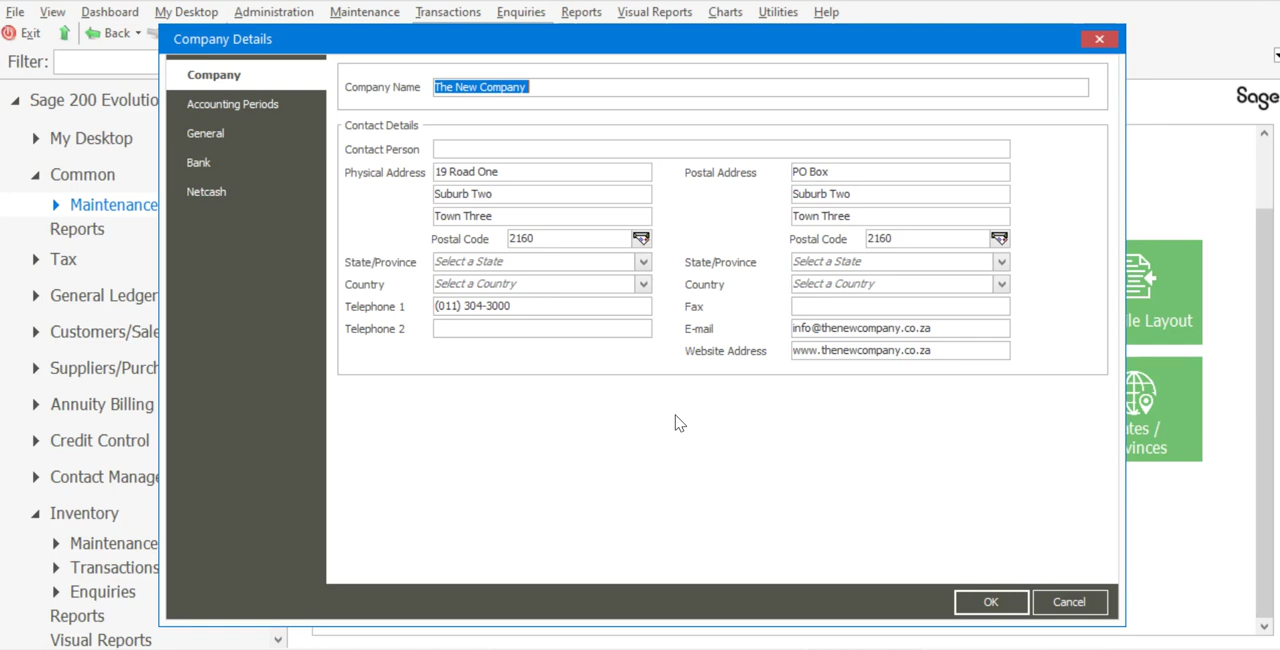 File View Dashboard My Desktop Administration Maintenance Transactions Enquiries Reports Visual Reports Charts Utilities Help
Exit Back
Filter:
Company Details
Company
Accounting Periods
General
Bank
Netcash
Company Name The New Company
Contact Details
Contact Person
Physical Address 19 Road One Postal Address PO Box
Suburb Two Suburb Two
Town Three Town Three
Postal Code 2160 Postal Code 2160
State/Province Select a State State/Province Select a State
Country Select a Country Country Select a Country
Telephone 1 (011) 304-3000 Fax
Telephone 2 E-mail info@thenewcompany.co.za
Website Address www.thenewcompany.co.za
OK Cancel
Sage 200 Evolutio
My Desktop
Common
Maintenance
Reports
Tax
General Ledger
Customers/Sale
Suppliers/Purch
Annuity Billing
Credit Control
Contact Manage
Inventory
Maintenance
Transactions
Enquiries
Reports
Visual Reports
Sage
le Layout
tes /
vinces